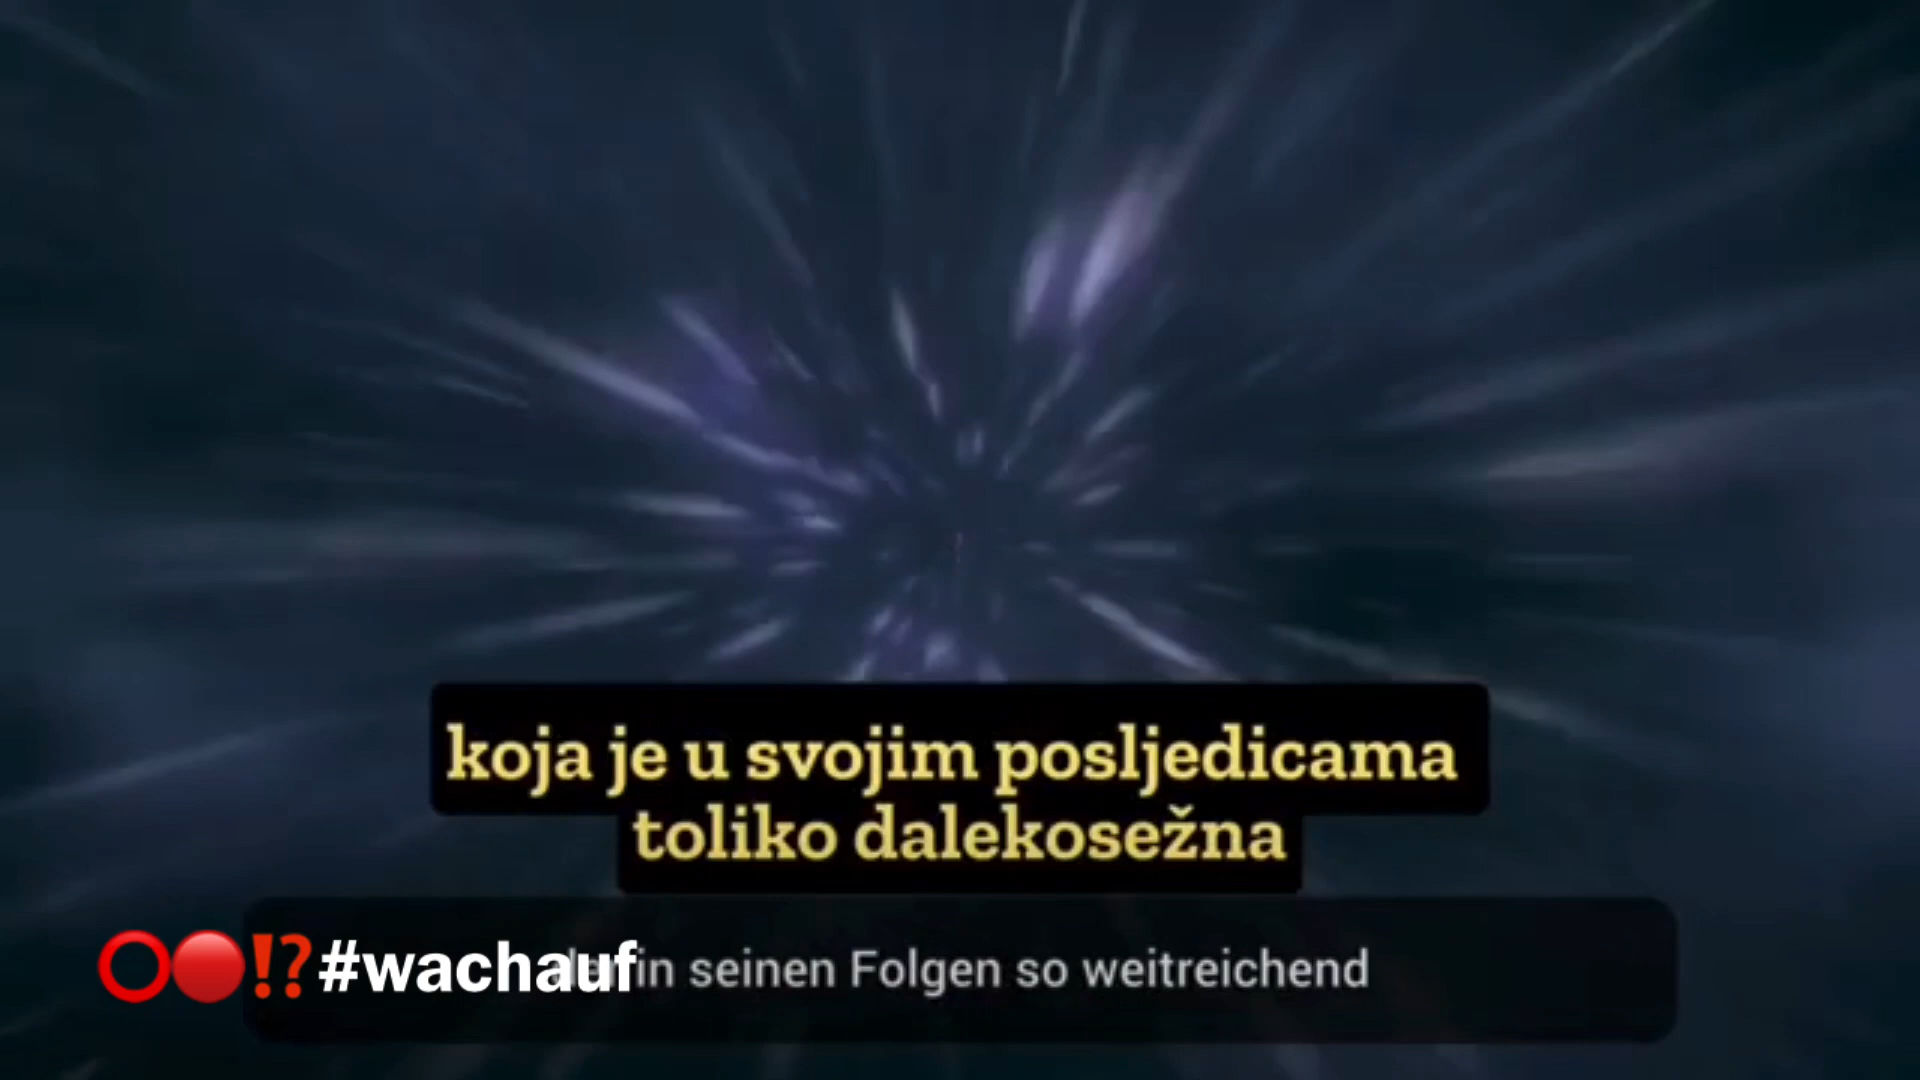 koja je u svojim posljedicama
toliko dalekosežna
in seinen Folgen so weitreichend
⭕🔴⁉️#wachauf